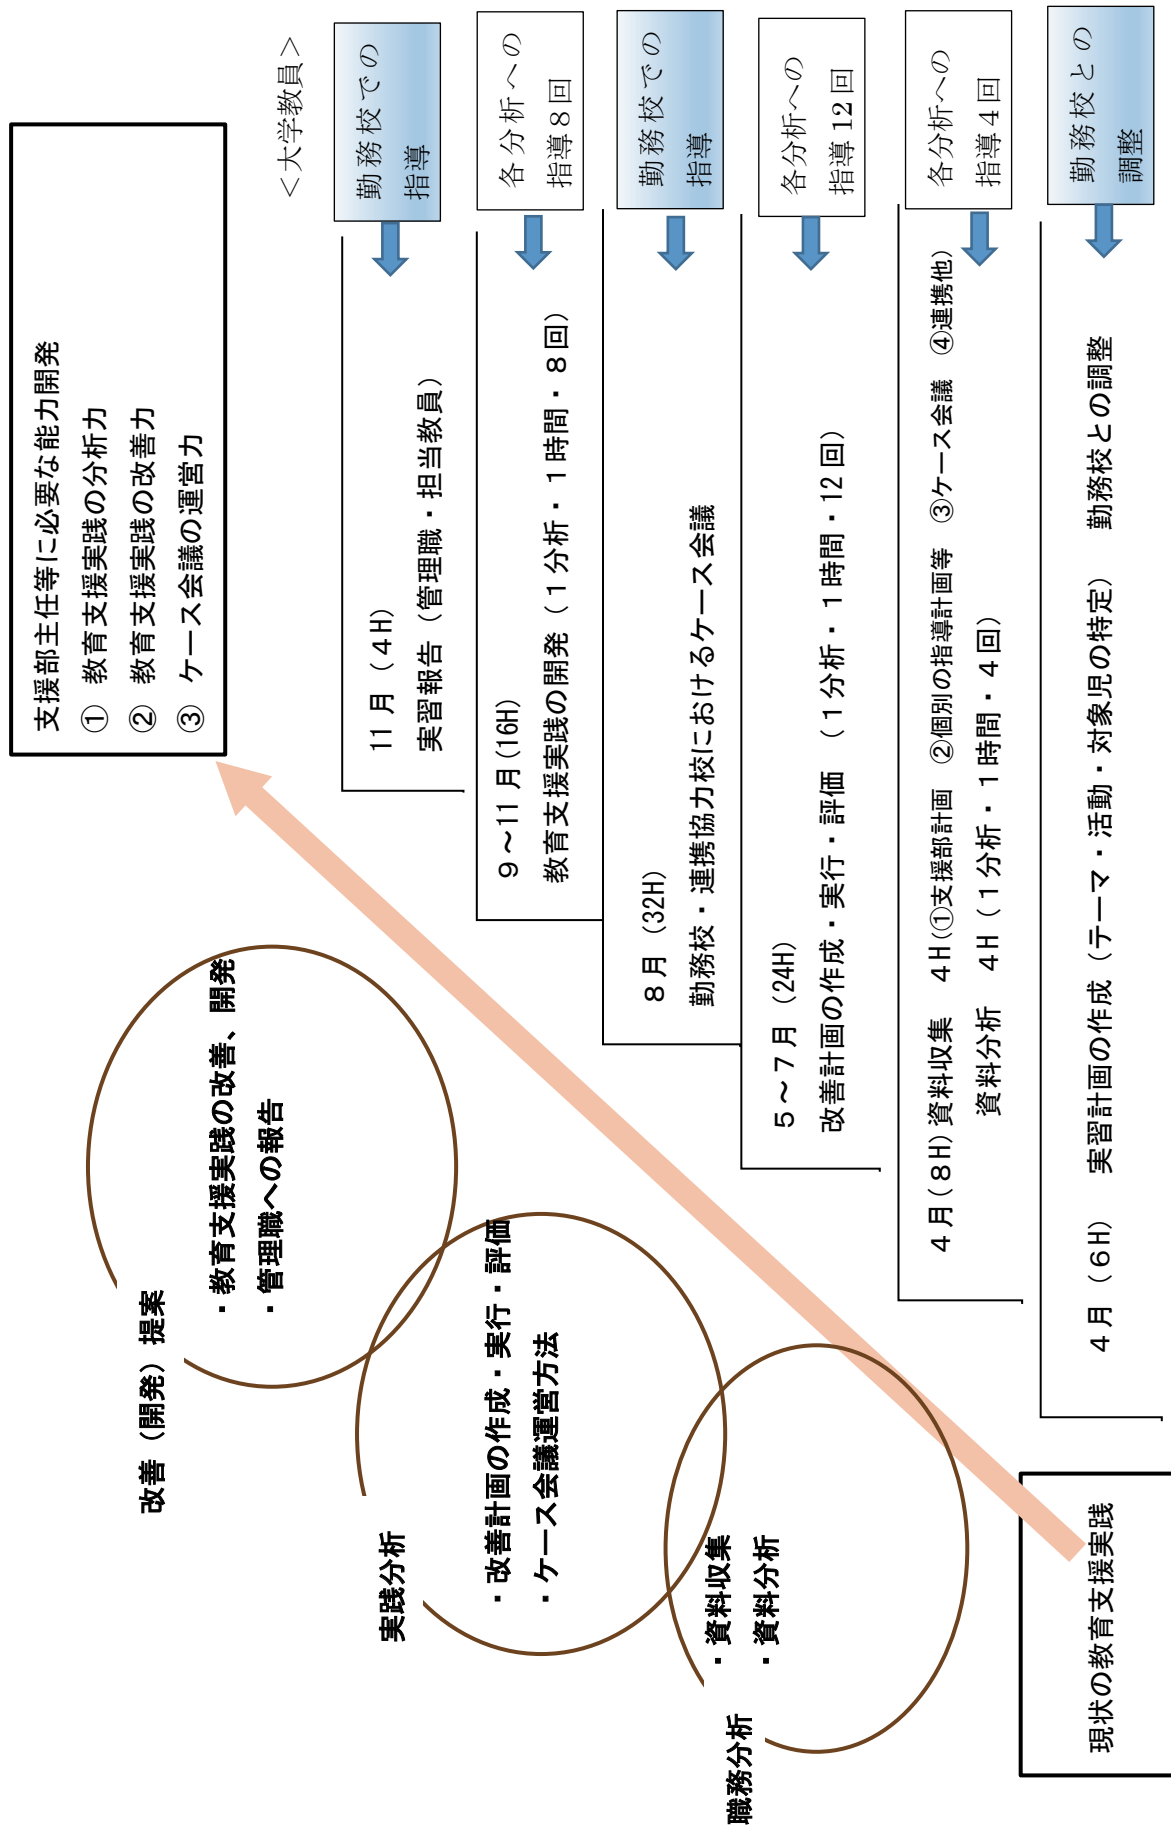 支援部主任等に必要な能力開発
① 教育支援実践の分析力
② 教育支援実践の改善力
③ ケース会議の運営力
＜大学教員＞
改善（開発）提案
・教育支援実践の改善、開発
・管理職への報告
11月（４H）
実習報告（管理職・担当教員）
勤務校での
指導
9～11月(16H)
教育支援実践の開発（１分析・１時間・８回）
各分析への
指導８回
実践分析
・改善計画の作成・実行・評価
・ケース会議運営方法
８月（32H)
勤務校・連携協力校におけるケース会議
勤務校での
指導
５～７月（24H）
改善計画の作成・実行・評価　（１分析・１時間・12回）
各分析への
指導12回
職務分析
・資料収集
・資料分析
４月(８H)資料収集　４H(①支援部計画　②個別の指導計画等　③ケース会議　④連携他)
資料分析　４H（１分析・１時間・４回）
各分析への
指導４回
４月（６H）　実習計画の作成（テーマ・活動・対象児の特定）　勤務校との調整
勤務校との
調整
現状の教育支援実践